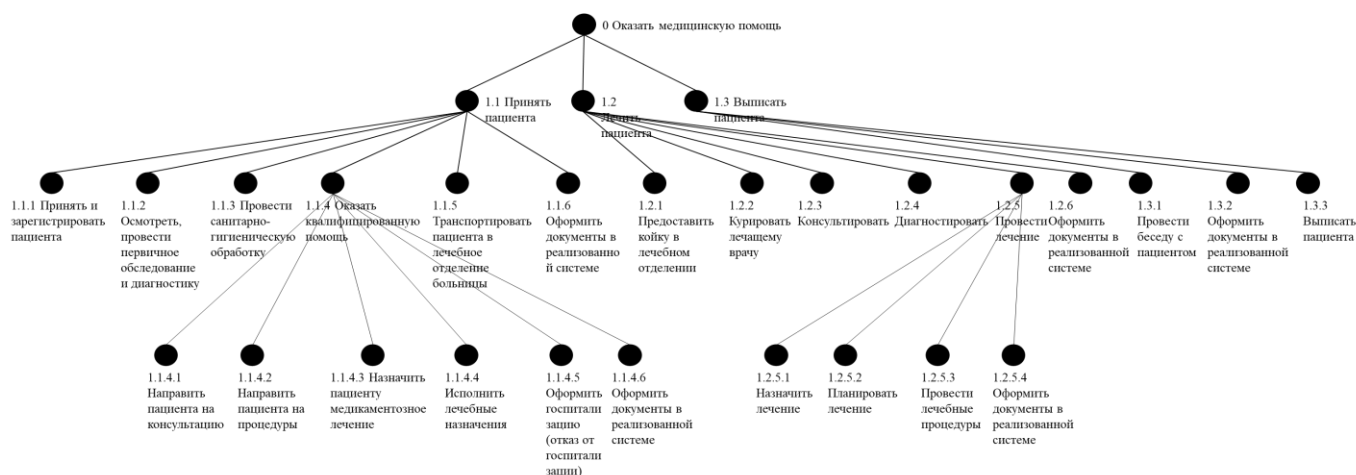 0 Оказать медицинскую помощь
1.1 Принять
пациента
1.2
Лечить
пациента
1.3 Выписать
пациента
1.1.1 Принять и
зарегистрировать
пациента
1.1.2
Осмотреть,
провести
первичное
обследование
и диагностику
1.1.3 Провести
санитарно-
гигиеническую
обработку
1.1.4 Оказать
квалифицированную
помощь
1.1.5
Транспортировать
пациента в
лечебное
отделение
больницы
1.1.6
Оформить
документы в
реализованно
й системе
1.2.1
Предоставить
койку в
лечебном
отделении
1.2.2
Курировать
лечащему
врачу
1.2.3
Консультировать
1.2.4
Диагностировать
1.2.5
Провести
лечение
1.2.6
Оформить
документы в
реализованной
системе
1.3.1
Провести
беседу с
пациентом
1.3.2
Оформить
документы в
реализованной
системе
1.3.3
Выписать
пациента
1.1.4.1
Направить
пациента на
консультацию
1.1.4.2
Направить
пациента на
процедуры
1.1.4.3 Назначить
пациенту
медикаментозное
лечение
1.1.4.4
Исполнить
лечебные
назначения
1.1.4.5
Оформить
госпитали
зацию
(отказ от
госпитали
зации)
1.1.4.6
Оформить
документы в
реализованной
системе
1.2.5.1
Назначить
лечение
1.2.5.2
Планировать
лечение
1.2.5.3
Провести
лечебные
процедуры
1.2.5.4
Оформить
документы в
реализованной
системе